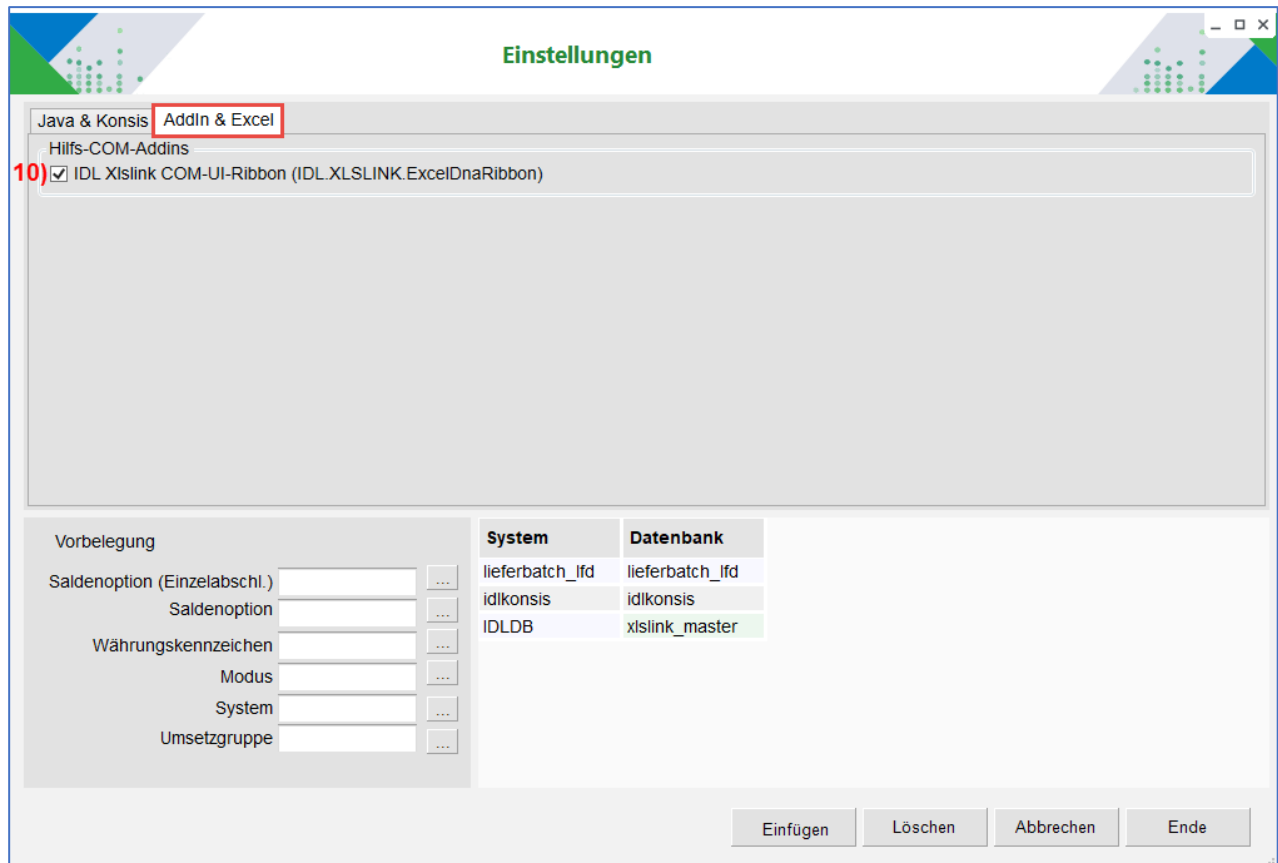 Einstellungen
Java & Konsis AddIn & Excel
Hilfs-COM-Addins
10) IDL Xlslink COM-UI-Ribbon (IDL.XLSLINK.ExcelDnaRibbon)
Vorbelegung
Saldenoption (Einzelabschl.) ...
Saldenoption ...
Währungskennzeichen ...
Modus ...
System ...
Umsetzgruppe ...
System Datenbank
lieferbatch_lfd lieferbatch_lfd
idlkonsis idlkonsis
IDLDB xlslink_master
Einfügen Löschen Abbrechen Ende